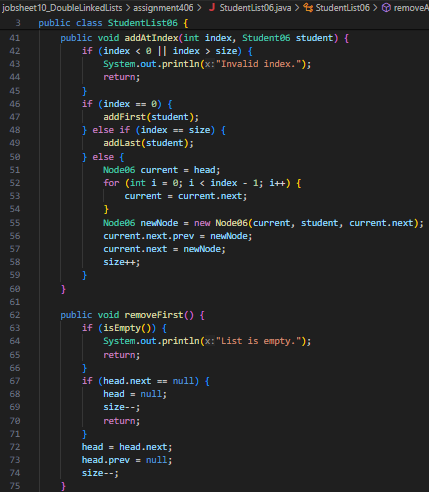 jobsheet10_DoubleLinkedLists > assignment406 > J StudentList06.java > StudentList06 > removeA
3 public class StudentList06 {
41 public void addAtIndex(int index, Student06 student) {
42 if (index < 0 || index > size) {
43 System.out.println(x:"Invalid index.");
44 return;
45 }
46 if (index == 0) {
47 addFirst(student);
48 } else if (index == size) {
49 addLast(student);
50 } else {
51 Node06 current = head;
52 for (int i = 0; i < index - 1; i++) {
53 current = current.next;
54 }
55 Node06 newNode = new Node06(current, student, current.next);
56 current.next.prev = newNode;
57 current.next = newNode;
58 size++;
59 }
60 }
61
62 public void removeFirst() {
63 if (isEmpty()) {
64 System.out.println(x:"List is empty.");
65 return;
66 }
67 if (head.next == null) {
68 head = null;
69 size--;
70 return;
71 }
72 head = head.next;
73 head.prev = null;
74 size--;
75 }